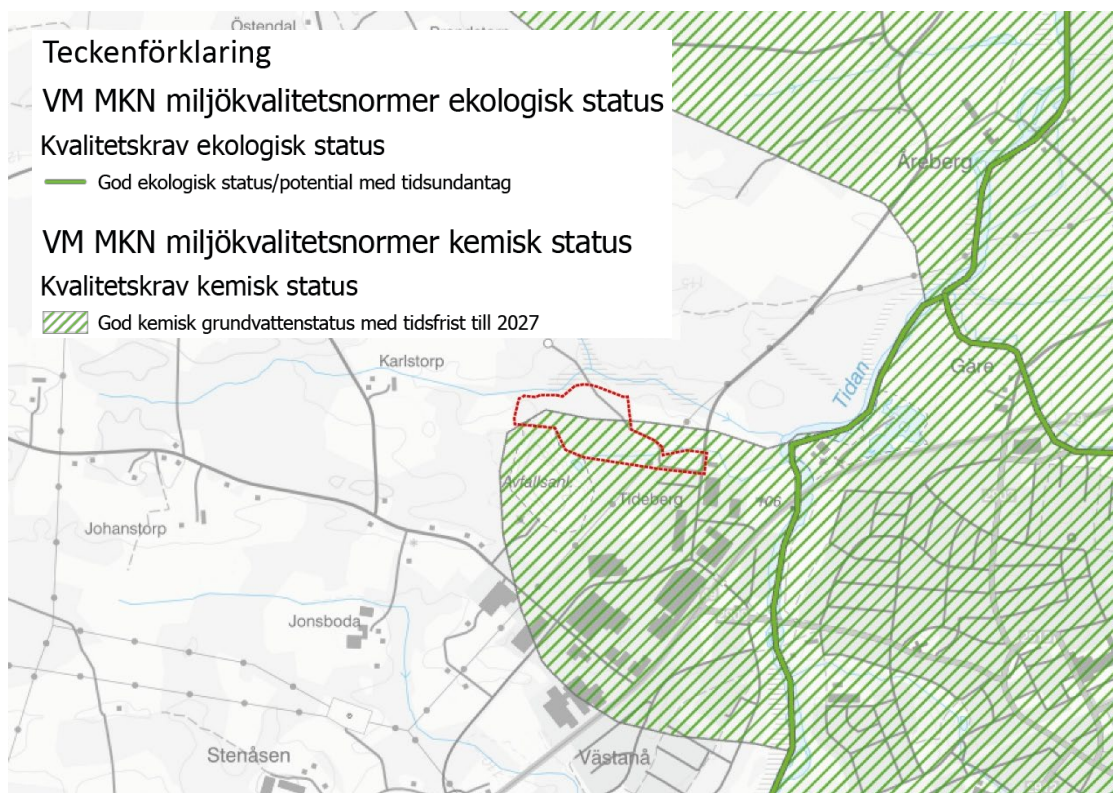 Östendal
Teckenförklaring
VM MKN miljökvalitetsnormer ekologisk status
Kvalitetskrav ekologisk status
God ekologisk status/potential med tidsundantag
VM MKN miljökvalitetsnormer kemisk status
Kvalitetskrav kemisk status
God kemisk grundvattenstatus med tidsfrist till 2027
Åreberg
Karlstorp
Gäre
Tidan
Avfallsanl.
Tideberg
106
Johanstorp
Jonsboda
Stenåsen
Västanå